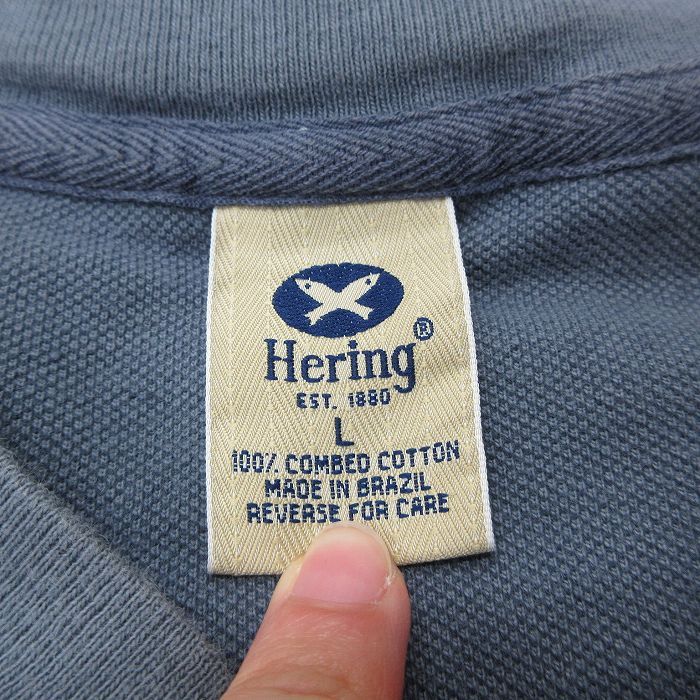 Hering®
EST. 1880
L
100% COMBED COTTON
MADE IN BRAZIL
REVERSE FOR CARE